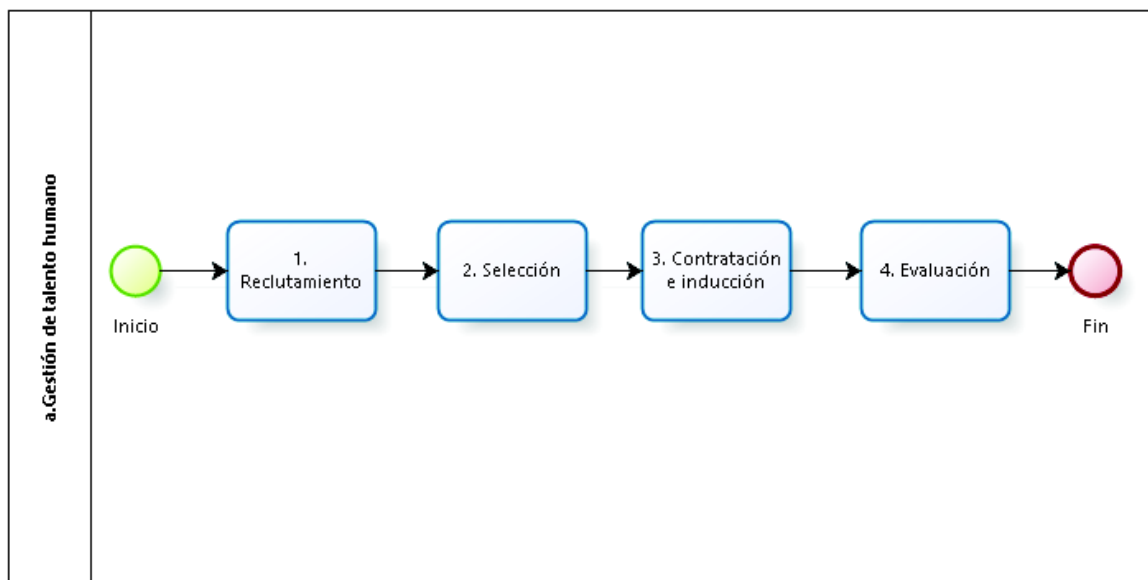 a.Gestión de talento humano
Inicio
1.
Reclutamiento
2. Selección
3. Contratación
e inducción
4. Evaluación
Fin